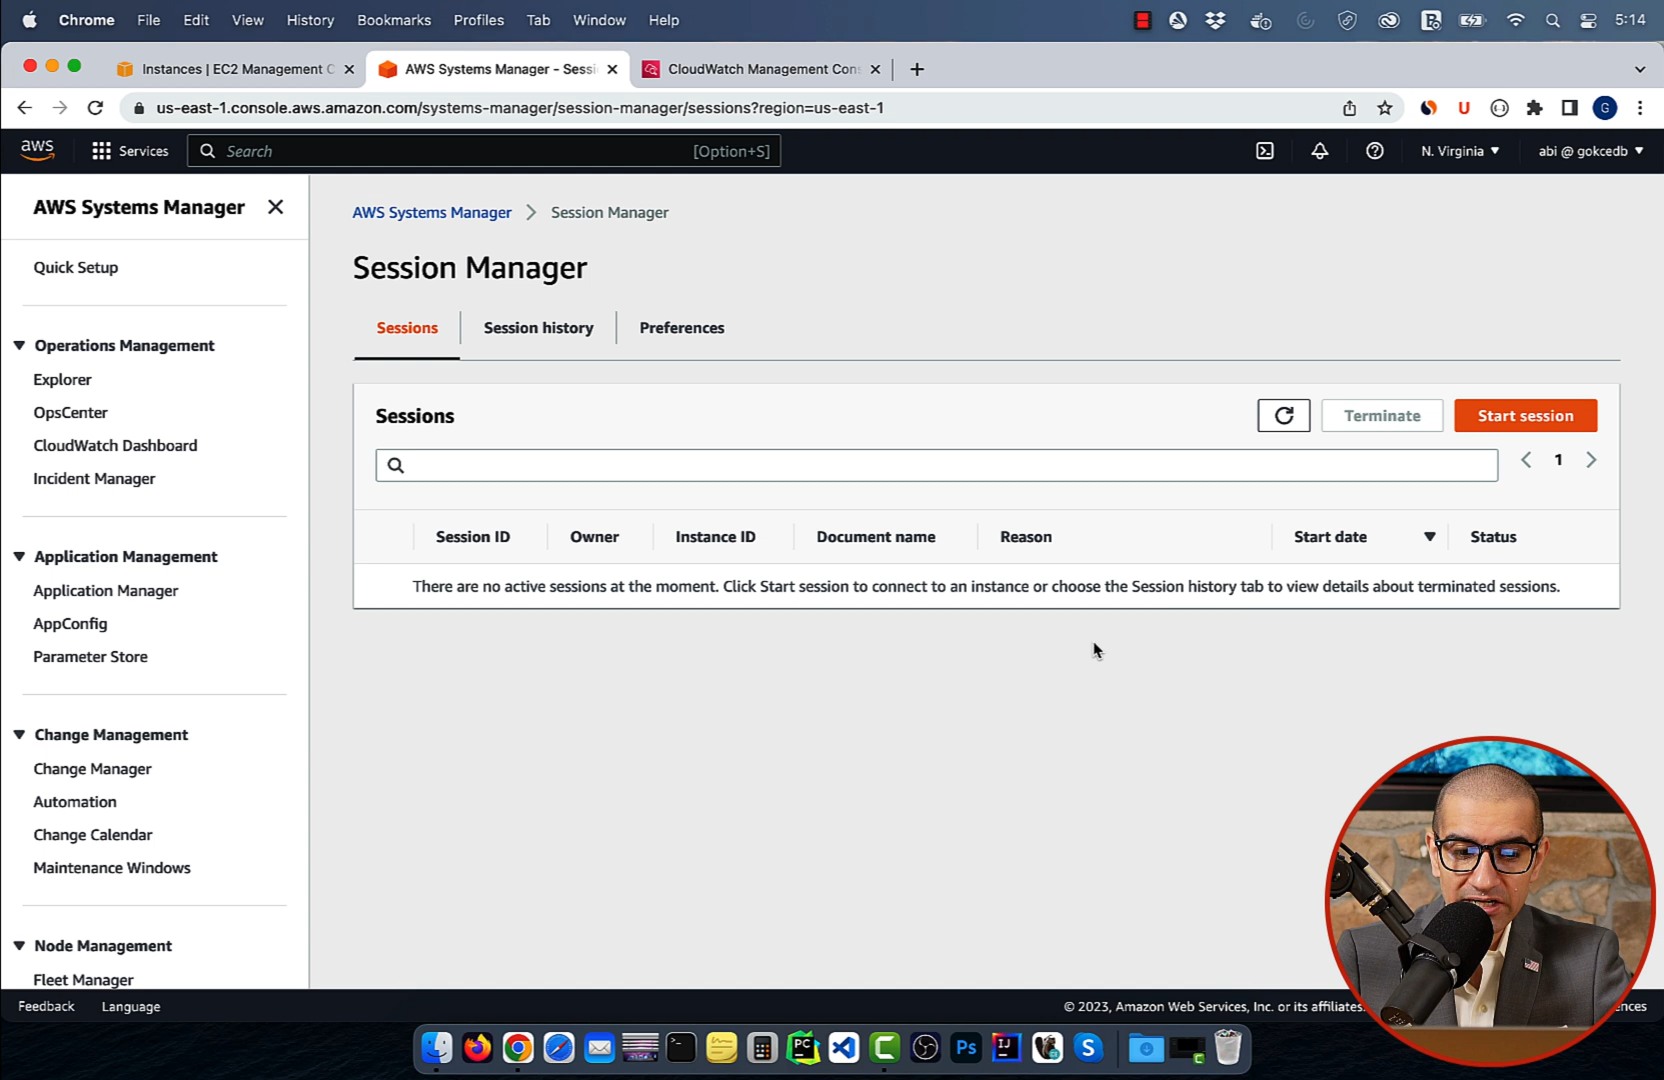 Chrome File Edit View History Bookmarks Profiles Tab Window Help 5:14
Instances | EC2 Management C
AWS Systems Manager - Sessi
CloudWatch Management Con
us-east-1.console.aws.amazon.com/systems-manager/session-manager/sessions?region=us-east-1
U
G
aws Services Search [Option+S] N. Virginia abi @ gokcedb
AWS Systems Manager
Quick Setup
Operations Management
Explorer
OpsCenter
CloudWatch Dashboard
Incident Manager
Application Management
Application Manager
AppConfig
Parameter Store
Change Management
Change Manager
Automation
Change Calendar
Maintenance Windows
Node Management
Fleet Manager
AWS Systems Manager > Session Manager
Session Manager
Sessions Session history Preferences
Sessions Terminate Start session
1
Session ID Owner Instance ID Document name Reason Start date Status
There are no active sessions at the moment. Click Start session to connect to an instance or choose the Session history tab to view details about terminated sessions.
Feedback Language © 2023, Amazon Web Services, Inc. or its affiliates. ences
PC Ps IJ S